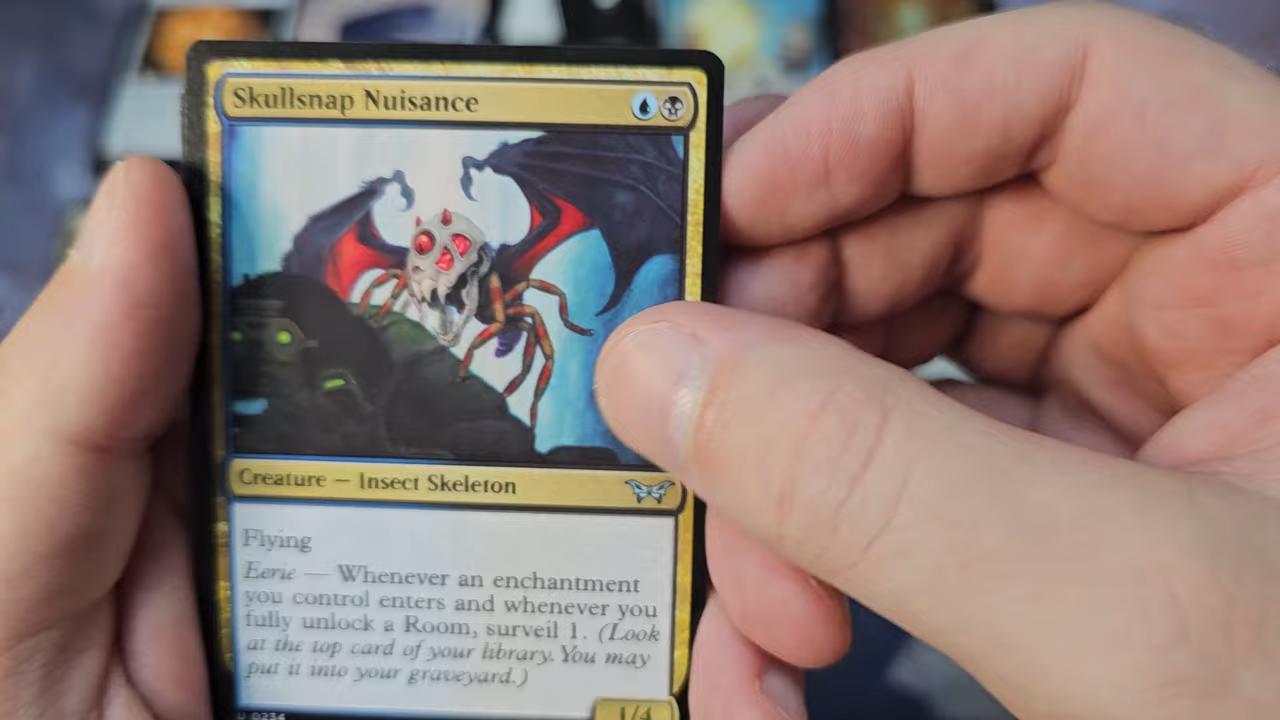 Skullsnap Nuisance
Creature — Insect Skeleton
Flying
Eerie — Whenever an enchantment
you control enters and whenever you
fully unlock a Room, surveil 1. (Look
at the top card of your library. You may
put it into your graveyard.)
1/4
U 0234